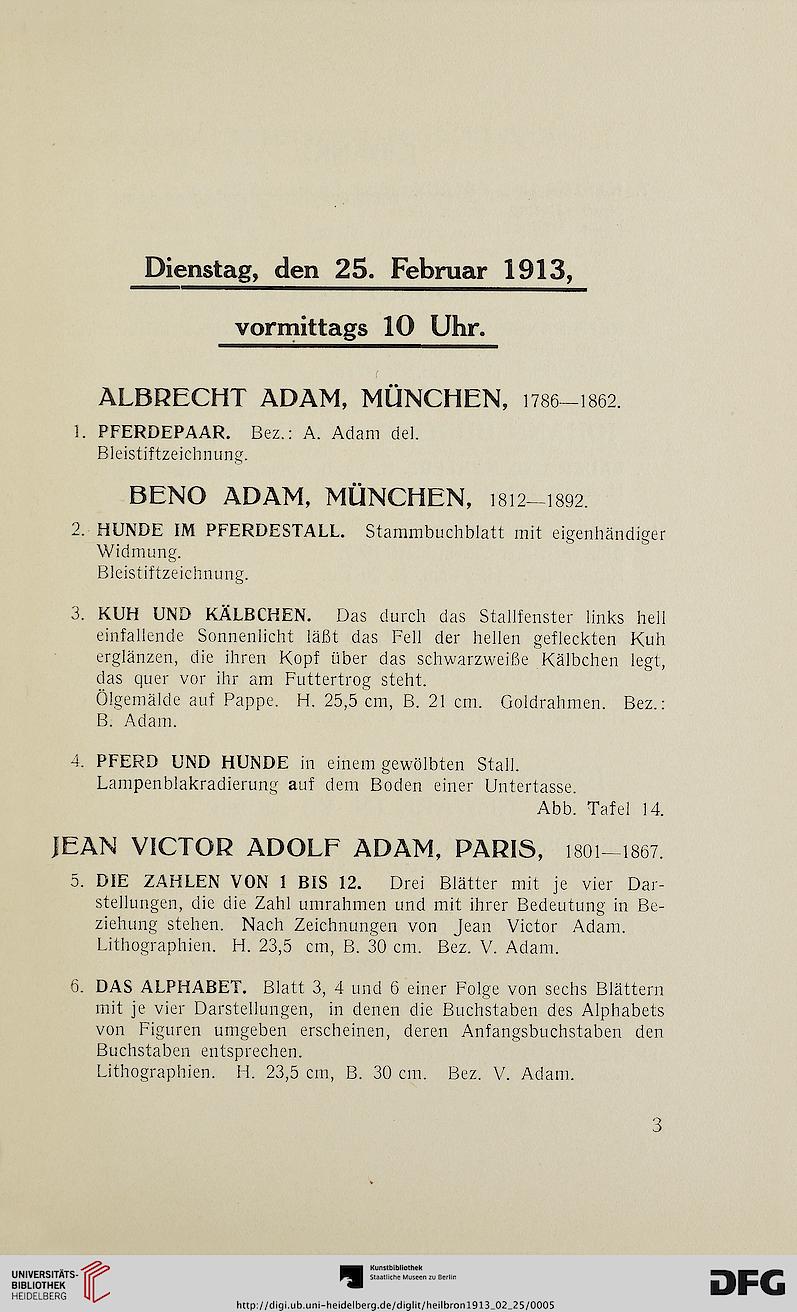 Dienstag, den 25. Februar 1913,
vormittags 10 Uhr.
ALBRECHT ADAM, MÜNCHEN, 1786—1862.
1. PFERDEPAAR. Bez.: A. Adam del.
Bleistiftzeichnung.
BENO ADAM, MÜNCHEN, 1812—1892.
2. HUNDE IM PFERDESTALL. Stammbuchblatt mit eigenhändiger
Widmung.
Bleistiftzeichnung.
3. KUH UND KÄLBCHEN. Das durch das Stallfenster links hell
einfallende Sonnenlicht läßt das Fell der hellen gefleckten Kuh
erglänzen, die ihren Kopf über das schwarzweiße Kälbchen legt,
das quer vor ihr am Futtertrog steht.
Ölgemälde auf Pappe. H. 25,5 cm, B. 21 cm. Goldrahmen. Bez.:
B. Adam.
4. PFERD UND HUNDE in einem gewölbten Stall.
Lampenblakradierung auf dem Boden einer Untertasse.
Abb. Tafel 14.
JEAN VICTOR ADOLF ADAM, PARIS, 1801—1867.
5. DIE ZAHLEN VON 1 BIS 12. Drei Blätter mit je vier Dar-
stellungen, die die Zahl umrahmen und mit ihrer Bedeutung in Be-
ziehung stehen. Nach Zeichnungen von Jean Victor Adam.
Lithographien. H. 23,5 cm, B. 30 cm. Bez. V. Adam.
6. DAS ALPHABET. Blatt 3, 4 und 6 einer Folge von sechs Blättern
mit je vier Darstellungen, in denen die Buchstaben des Alphabets
von Figuren umgeben erscheinen, deren Anfangsbuchstaben den
Buchstaben entsprechen.
Lithographien. H. 23,5 cm, B. 30 cm. Bez. V. Adam.
3
UNIVERSITÄTS-
BIBLIOTHEK
HEIDELBERG
Kunstbibliothek
Staatliche Museen zu Berlin
http://digi.ub.uni-heidelberg.de/diglit/heilbron1913_02_25/0005
DFG